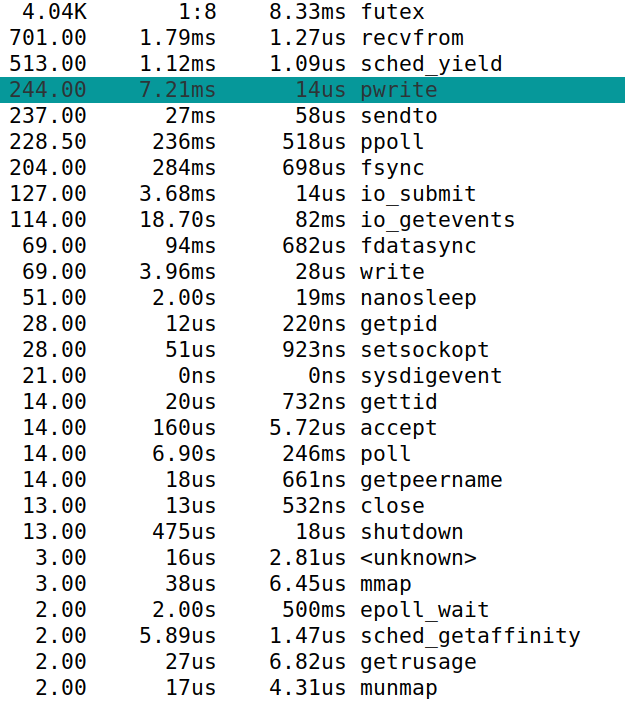 4.04K 1:8 8.33ms futex
701.00 1.79ms 1.27us recvfrom
513.00 1.12ms 1.09us sched_yield
244.00 7.21ms 14us pwrite
237.00 27ms 58us sendto
228.50 236ms 518us ppoll
204.00 284ms 698us fsync
127.00 3.68ms 14us io_submit
114.00 18.70s 82ms io_getevents
69.00 94ms 682us fdatasync
69.00 3.96ms 28us write
51.00 2.00s 19ms nanosleep
28.00 12us 220ns getpid
28.00 51us 923ns setsockopt
21.00 0ns 0ns sysdigevent
14.00 20us 732ns gettid
14.00 160us 5.72us accept
14.00 6.90s 246ms poll
14.00 18us 661ns getpeername
13.00 13us 532ns close
13.00 475us 18us shutdown
3.00 16us 2.81us <unknown>
3.00 38us 6.45us mmap
2.00 2.00s 500ms epoll_wait
2.00 5.89us 1.47us sched_getaffinity
2.00 27us 6.82us getrusage
2.00 17us 4.31us munmap